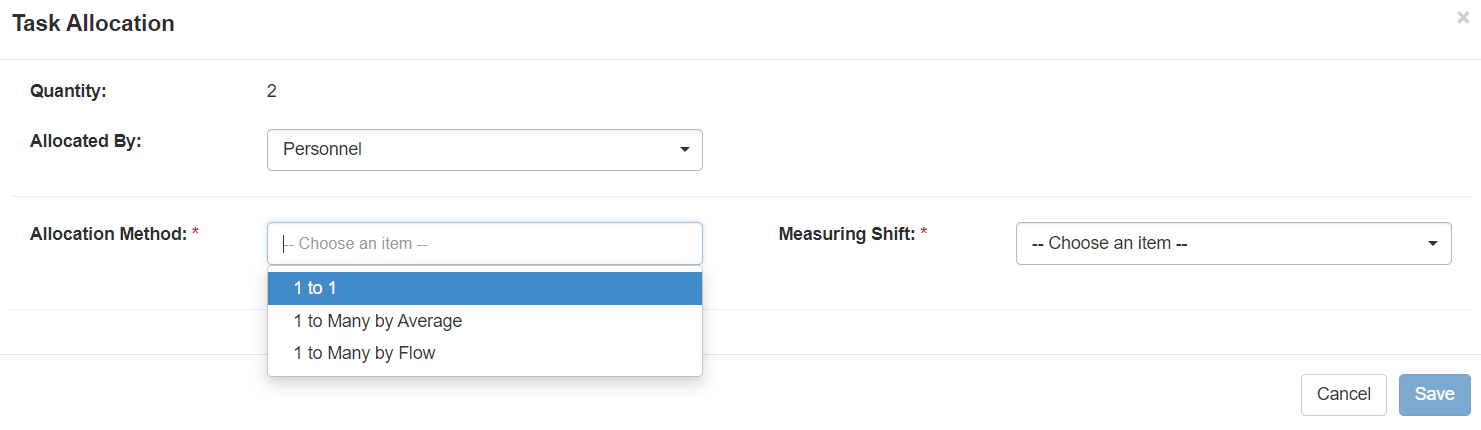 Task Allocation
×
Quantity: 2
Allocated By: Personnel
Allocation Method: * -- Choose an item -- Measuring Shift: * -- Choose an item --
1 to 1
1 to Many by Average
1 to Many by Flow
Cancel Save